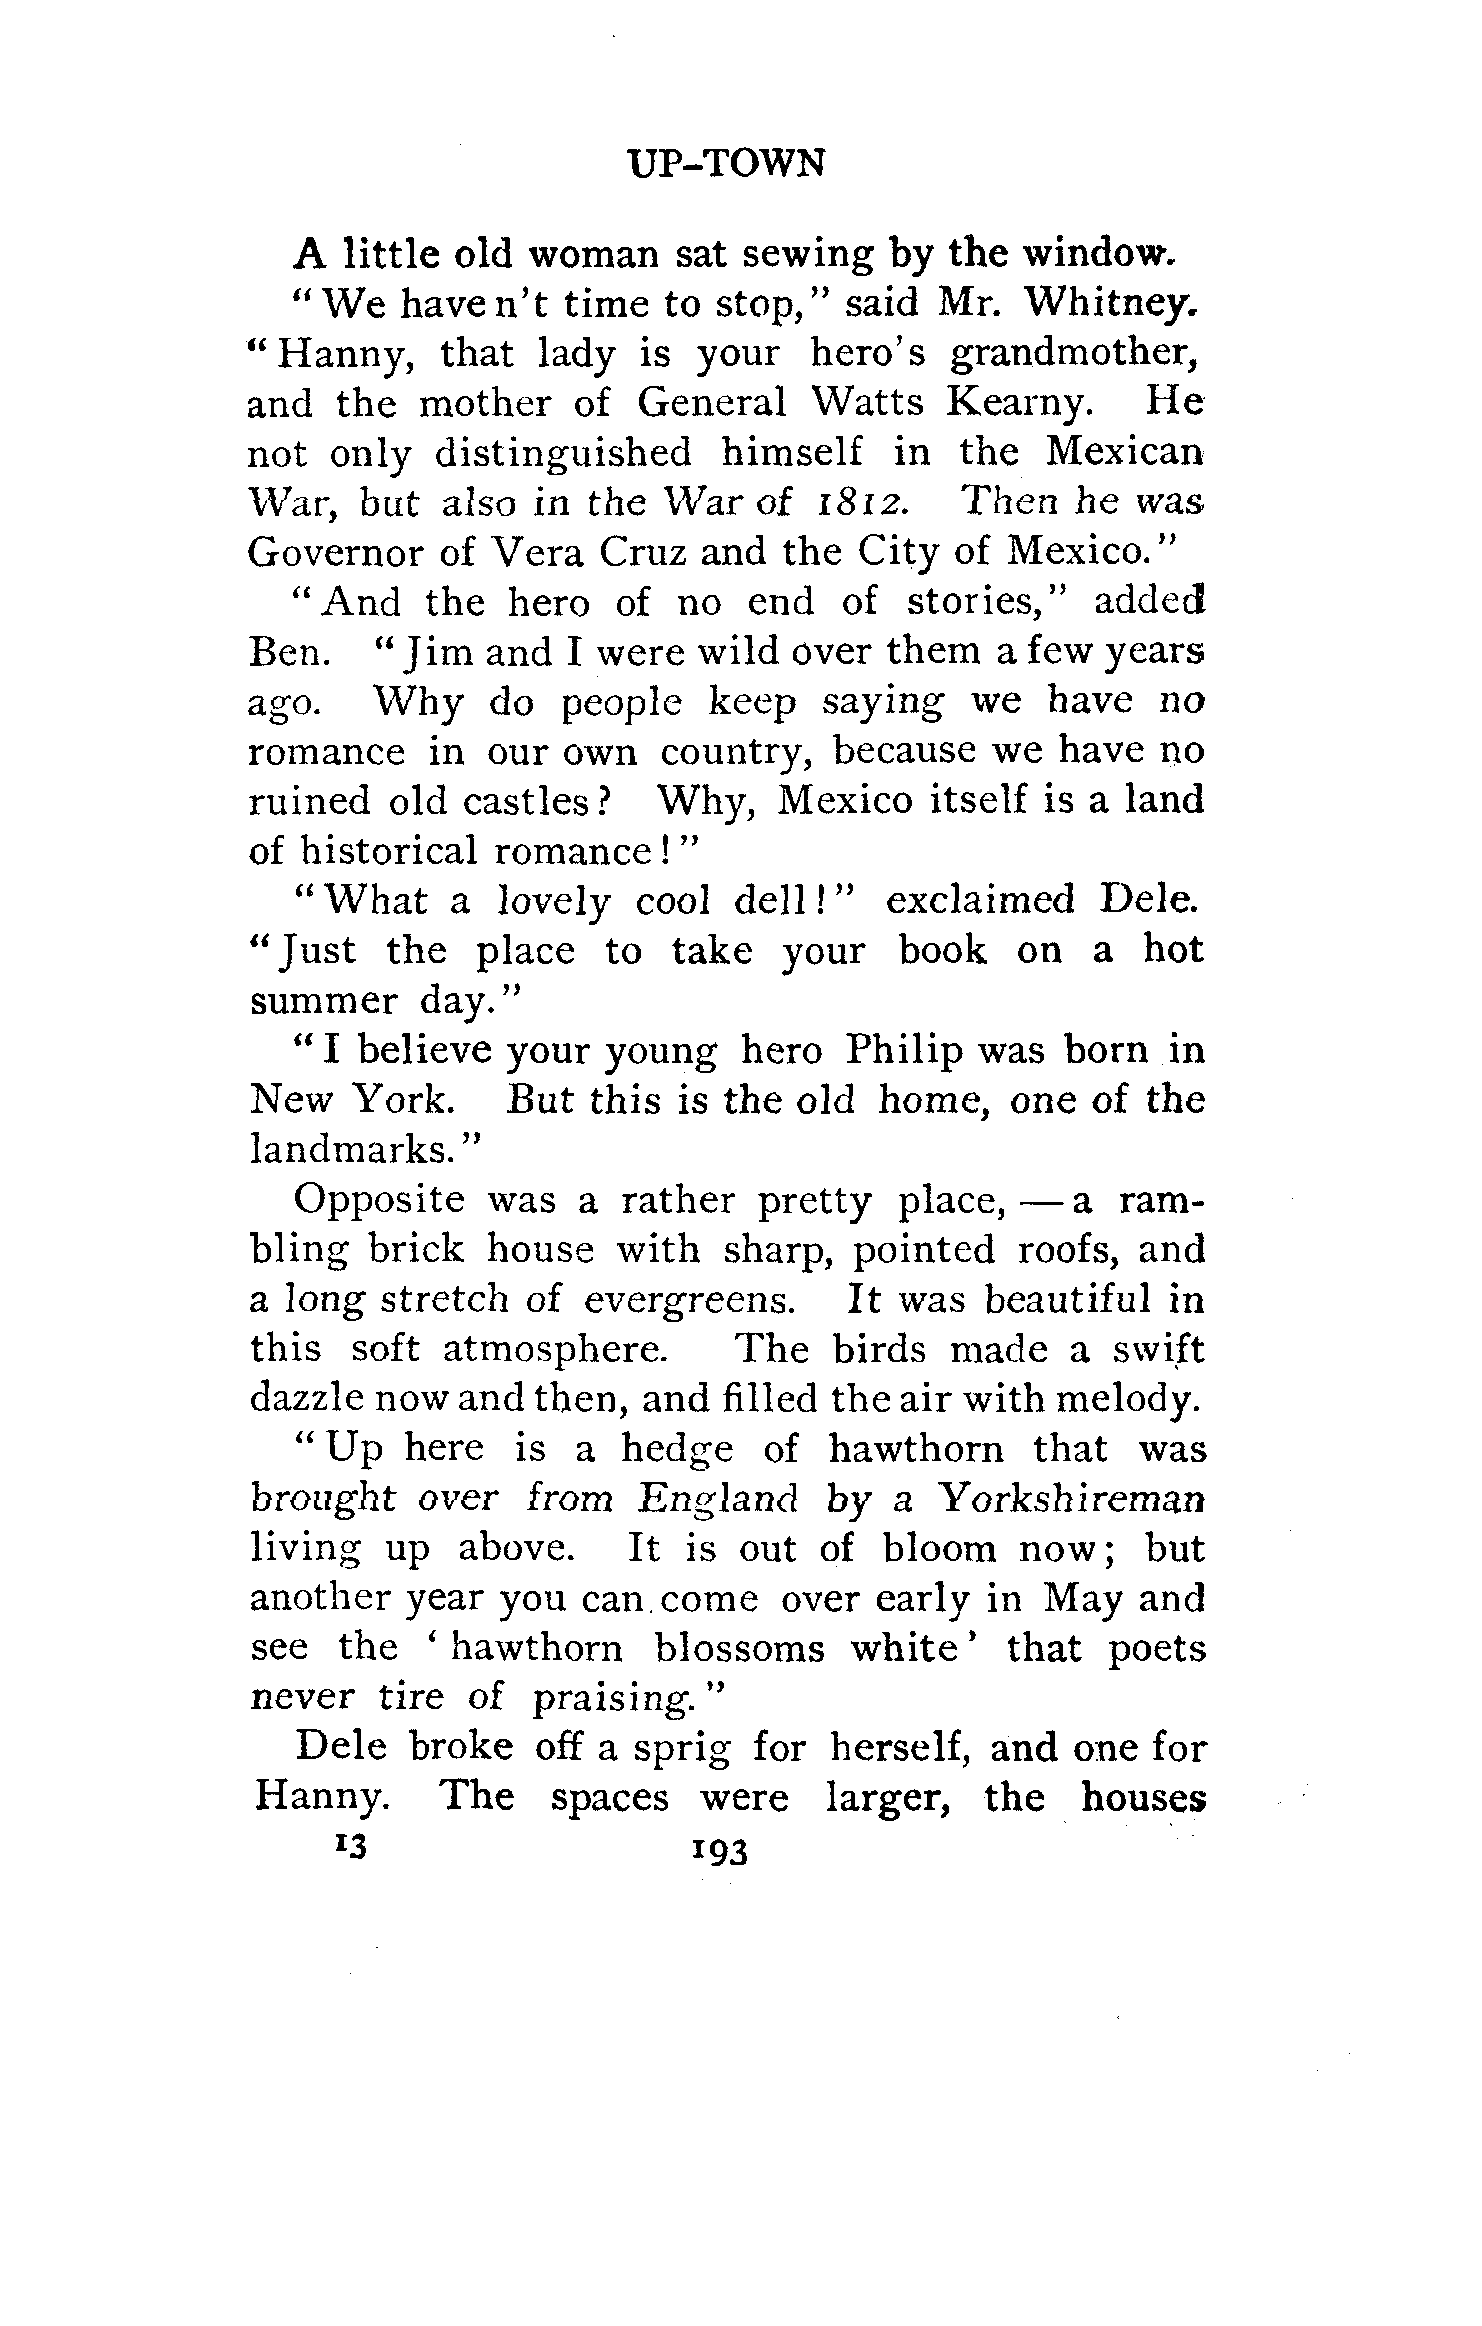 UP-TOWN
A little old woman sat sewing by the window.
"We have n't time to stop," said Mr. Whitney.
"Hanny, that lady is your hero's grandmother,
and the mother of General Watts Kearny. He
not only distinguished himself in the Mexican
War, but also in the War of 1812. Then he was
Governor of Vera Cruz and the City of Mexico."
"And the hero of no end of stories," added
Ben. "Jim and I were wild over them a few years
ago. Why do people keep saying we have no
romance in our own country, because we have no
ruined old castles? Why, Mexico itself is a land
of historical romance!"
"What a lovely cool dell!" exclaimed Dele.
"Just the place to take your book on a hot
summer day."
"I believe your young hero Philip was born in
New York. But this is the old home, one of the
landmarks."
Opposite was a rather pretty place, — a ram-
bling brick house with sharp, pointed roofs, and
a long stretch of evergreens. It was beautiful in
this soft atmosphere. The birds made a swift
dazzle now and then, and filled the air with melody.
"Up here is a hedge of hawthorn that was
brought over from England by a Yorkshireman
living up above. It is out of bloom now; but
another year you can come over early in May and
see the 'hawthorn blossoms white' that poets
never tire of praising."
Dele broke off a sprig for herself, and one for
Hanny. The spaces were larger, the houses
13 193